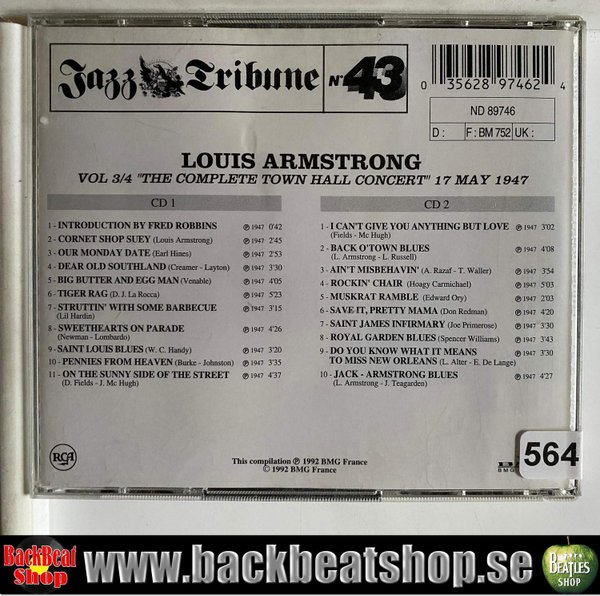 Jazz Tribune
N° 43
0 35628 97462 4
ND 89746
D : F : BM 752 UK :
LOUIS ARMSTRONG
VOL 3/4 "THE COMPLETE TOWN HALL CONCERT" 17 MAY 1947
CD 1
1 - INTRODUCTION BY FRED ROBBINS ℗ 1947 0'42
2 - CORNET SHOP SUEY (Louis Armstrong) ℗ 1947 2'45
3 - OUR MONDAY DATE (Earl Hines) ℗ 1947 2'53
4 - DEAR OLD SOUTHLAND (Creamer - Layton) ℗ 1947 3'30
5 - BIG BUTTER AND EGG MAN (Venable) ℗ 1947 4'05
6 - TIGER RAG (D. J. La Rocca) ℗ 1947 5'23
7 - STRUTTIN' WITH SOME BARBECUE ℗ 1947 3'15
(Lil Hardin)
8 - SWEETHEARTS ON PARADE ℗ 1947 4'26
(Newman - Lombardo)
9 - SAINT LOUIS BLUES (W. C. Handy) ℗ 1947 3'20
10 - PENNIES FROM HEAVEN (Burke - Johnston) ℗ 1947 3'35
11 - ON THE SUNNY SIDE OF THE STREET ℗ 1947 4'37
(D. Fields - J. Mc Hugh)
CD 2
1 - I CAN'T GIVE YOU ANYTHING BUT LOVE ℗ 1947 3'02
(Fields - Mc Hugh)
2 - BACK O'TOWN BLUES ℗ 1947 4'08
(L. Armstrong - L. Russell)
3 - AIN'T MISBEHAVIN' (A. Razaf - T. Waller) ℗ 1947 3'54
4 - ROCKIN' CHAIR (Hoagy Carmichael) ℗ 1947 5'03
5 - MUSKRAT RAMBLE (Edward Ory) ℗ 1947 5'03
6 - SAVE IT, PRETTY MAMA (Don Redman) ℗ 1947 4'20
7 - SAINT JAMES INFIRMARY (Joe Primerose) ℗ 1947 3'30
8 - ROYAL GARDEN BLUES (Spencer Williams) ℗ 1947 5'03
9 - DO YOU KNOW WHAT IT MEANS ℗ 1947 3'30
TO MISS NEW ORLEANS (L. Alter - E. De Lange)
10 - JACK - ARMSTRONG BLUES ℗ 1947 4'27
(L. Armstrong - J. Teagarden)
RCA
This compilation ℗ 1992 BMG France
© 1992 BMG France
BMG
564
BackBeat
Shop
www.backbeatshop.se
THE
BEATLES
SHOP